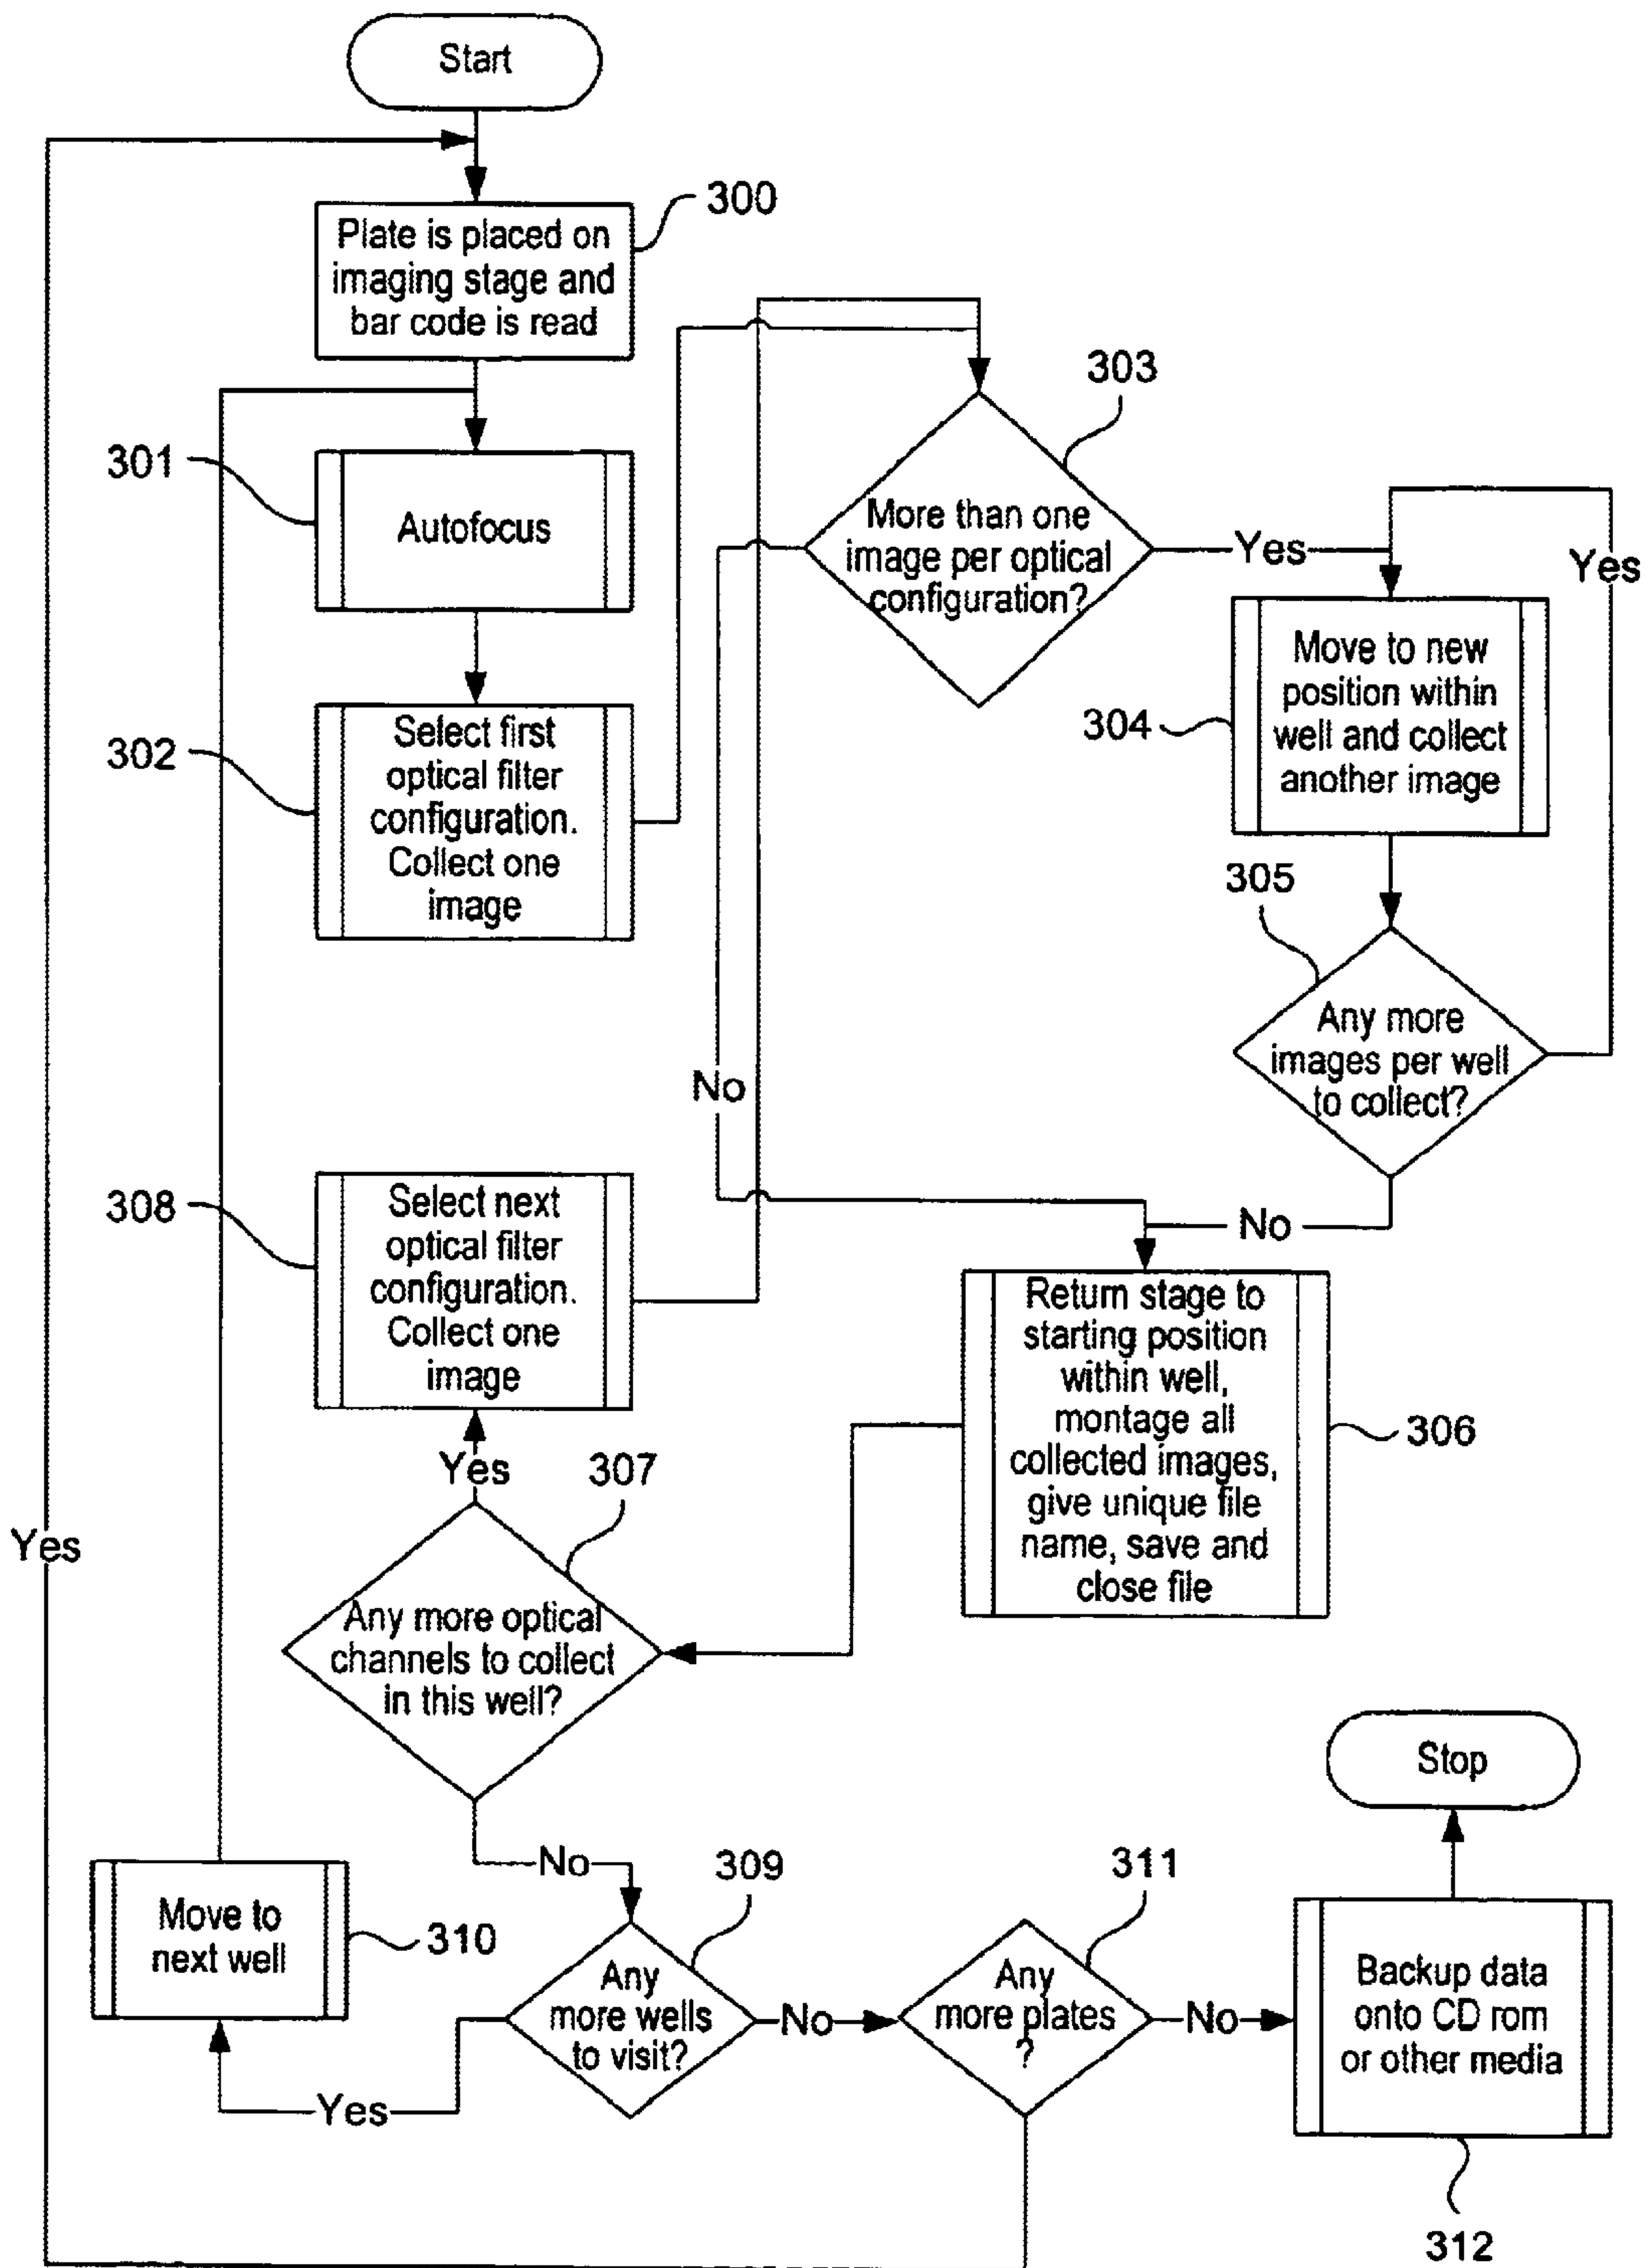 Start
300
Plate is placed on
imaging stage and
bar code is read
301
Autofocus
302
Select first
optical filter
configuration.
Collect one
image
303
More than one
image per optical
configuration?
Yes
Yes
304
Move to new
position within
well and collect
another image
305
Any more
images per well
to collect?
No
No
306
Return stage to
starting position
within well,
montage all
collected images,
give unique file
name, save and
close file
308
Select next
optical filter
configuration.
Collect one
image
Yes
307
Any more optical
channels to collect
in this well?
Yes
No
310
Move to
next well
309
Any
more wells
to visit?
Yes
No
311
Any
more plates
?
No
312
Backup data
onto CD rom
or other media
Stop